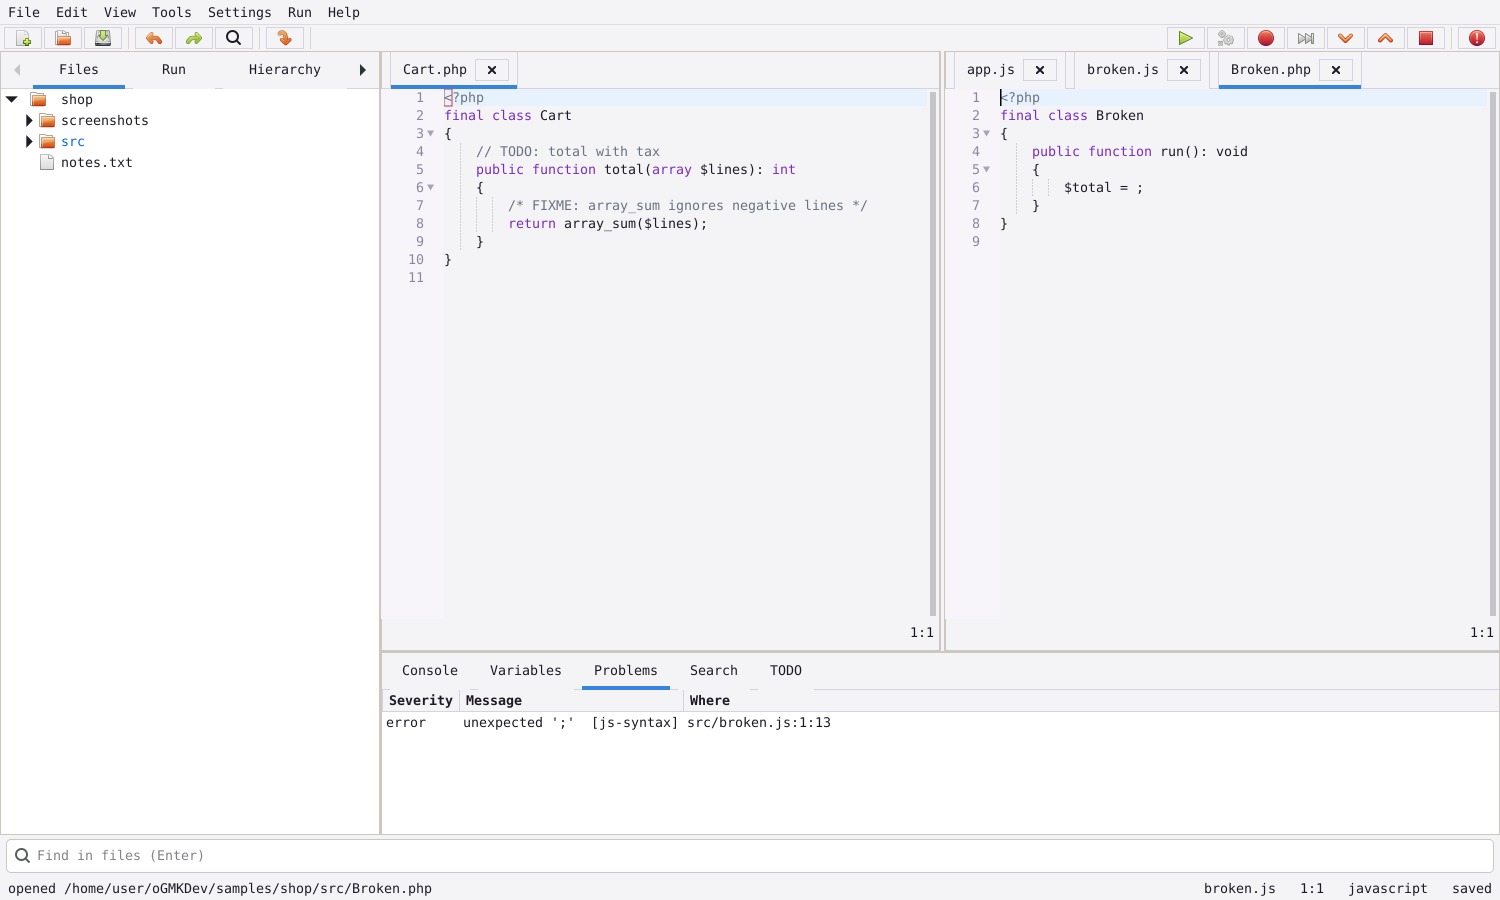 File Edit View Tools Settings Run Help
Files Run Hierarchy
shop
screenshots
src
notes.txt
Cart.php
1 <?php
2 final class Cart
3 {
4 // TODO: total with tax
5 public function total(array $lines): int
6 {
7 /* FIXME: array_sum ignores negative lines */
8 return array_sum($lines);
9 }
10 }
11
1:1
app.js broken.js Broken.php
1 <?php
2 final class Broken
3 {
4 public function run(): void
5 {
6 $total = ;
7 }
8 }
9
1:1
Console Variables Problems Search TODO
Severity Message Where
error unexpected ';' [js-syntax] src/broken.js:1:13
Find in files (Enter)
opened /home/user/oGMKDev/samples/shop/src/Broken.php broken.js 1:1 javascript saved